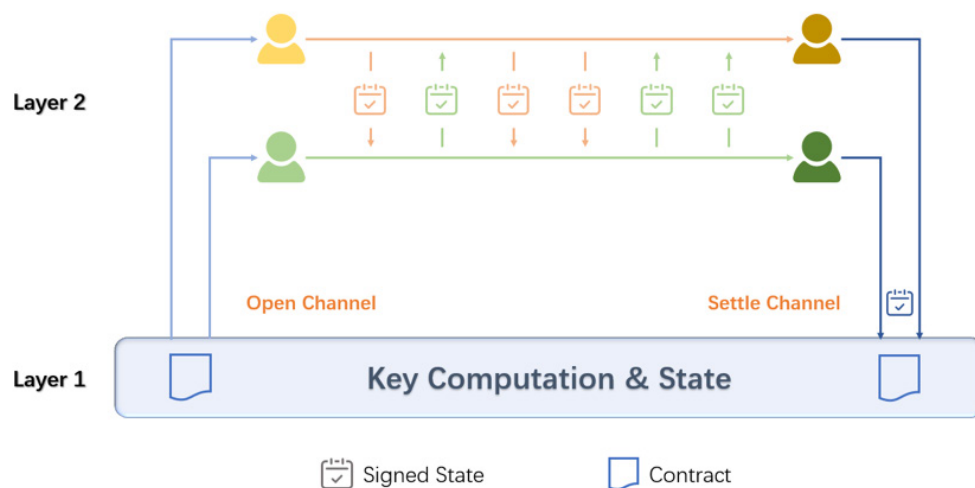 Layer 2
Open Channel
Settle Channel
Layer 1
Key Computation & State
Signed State
Contract